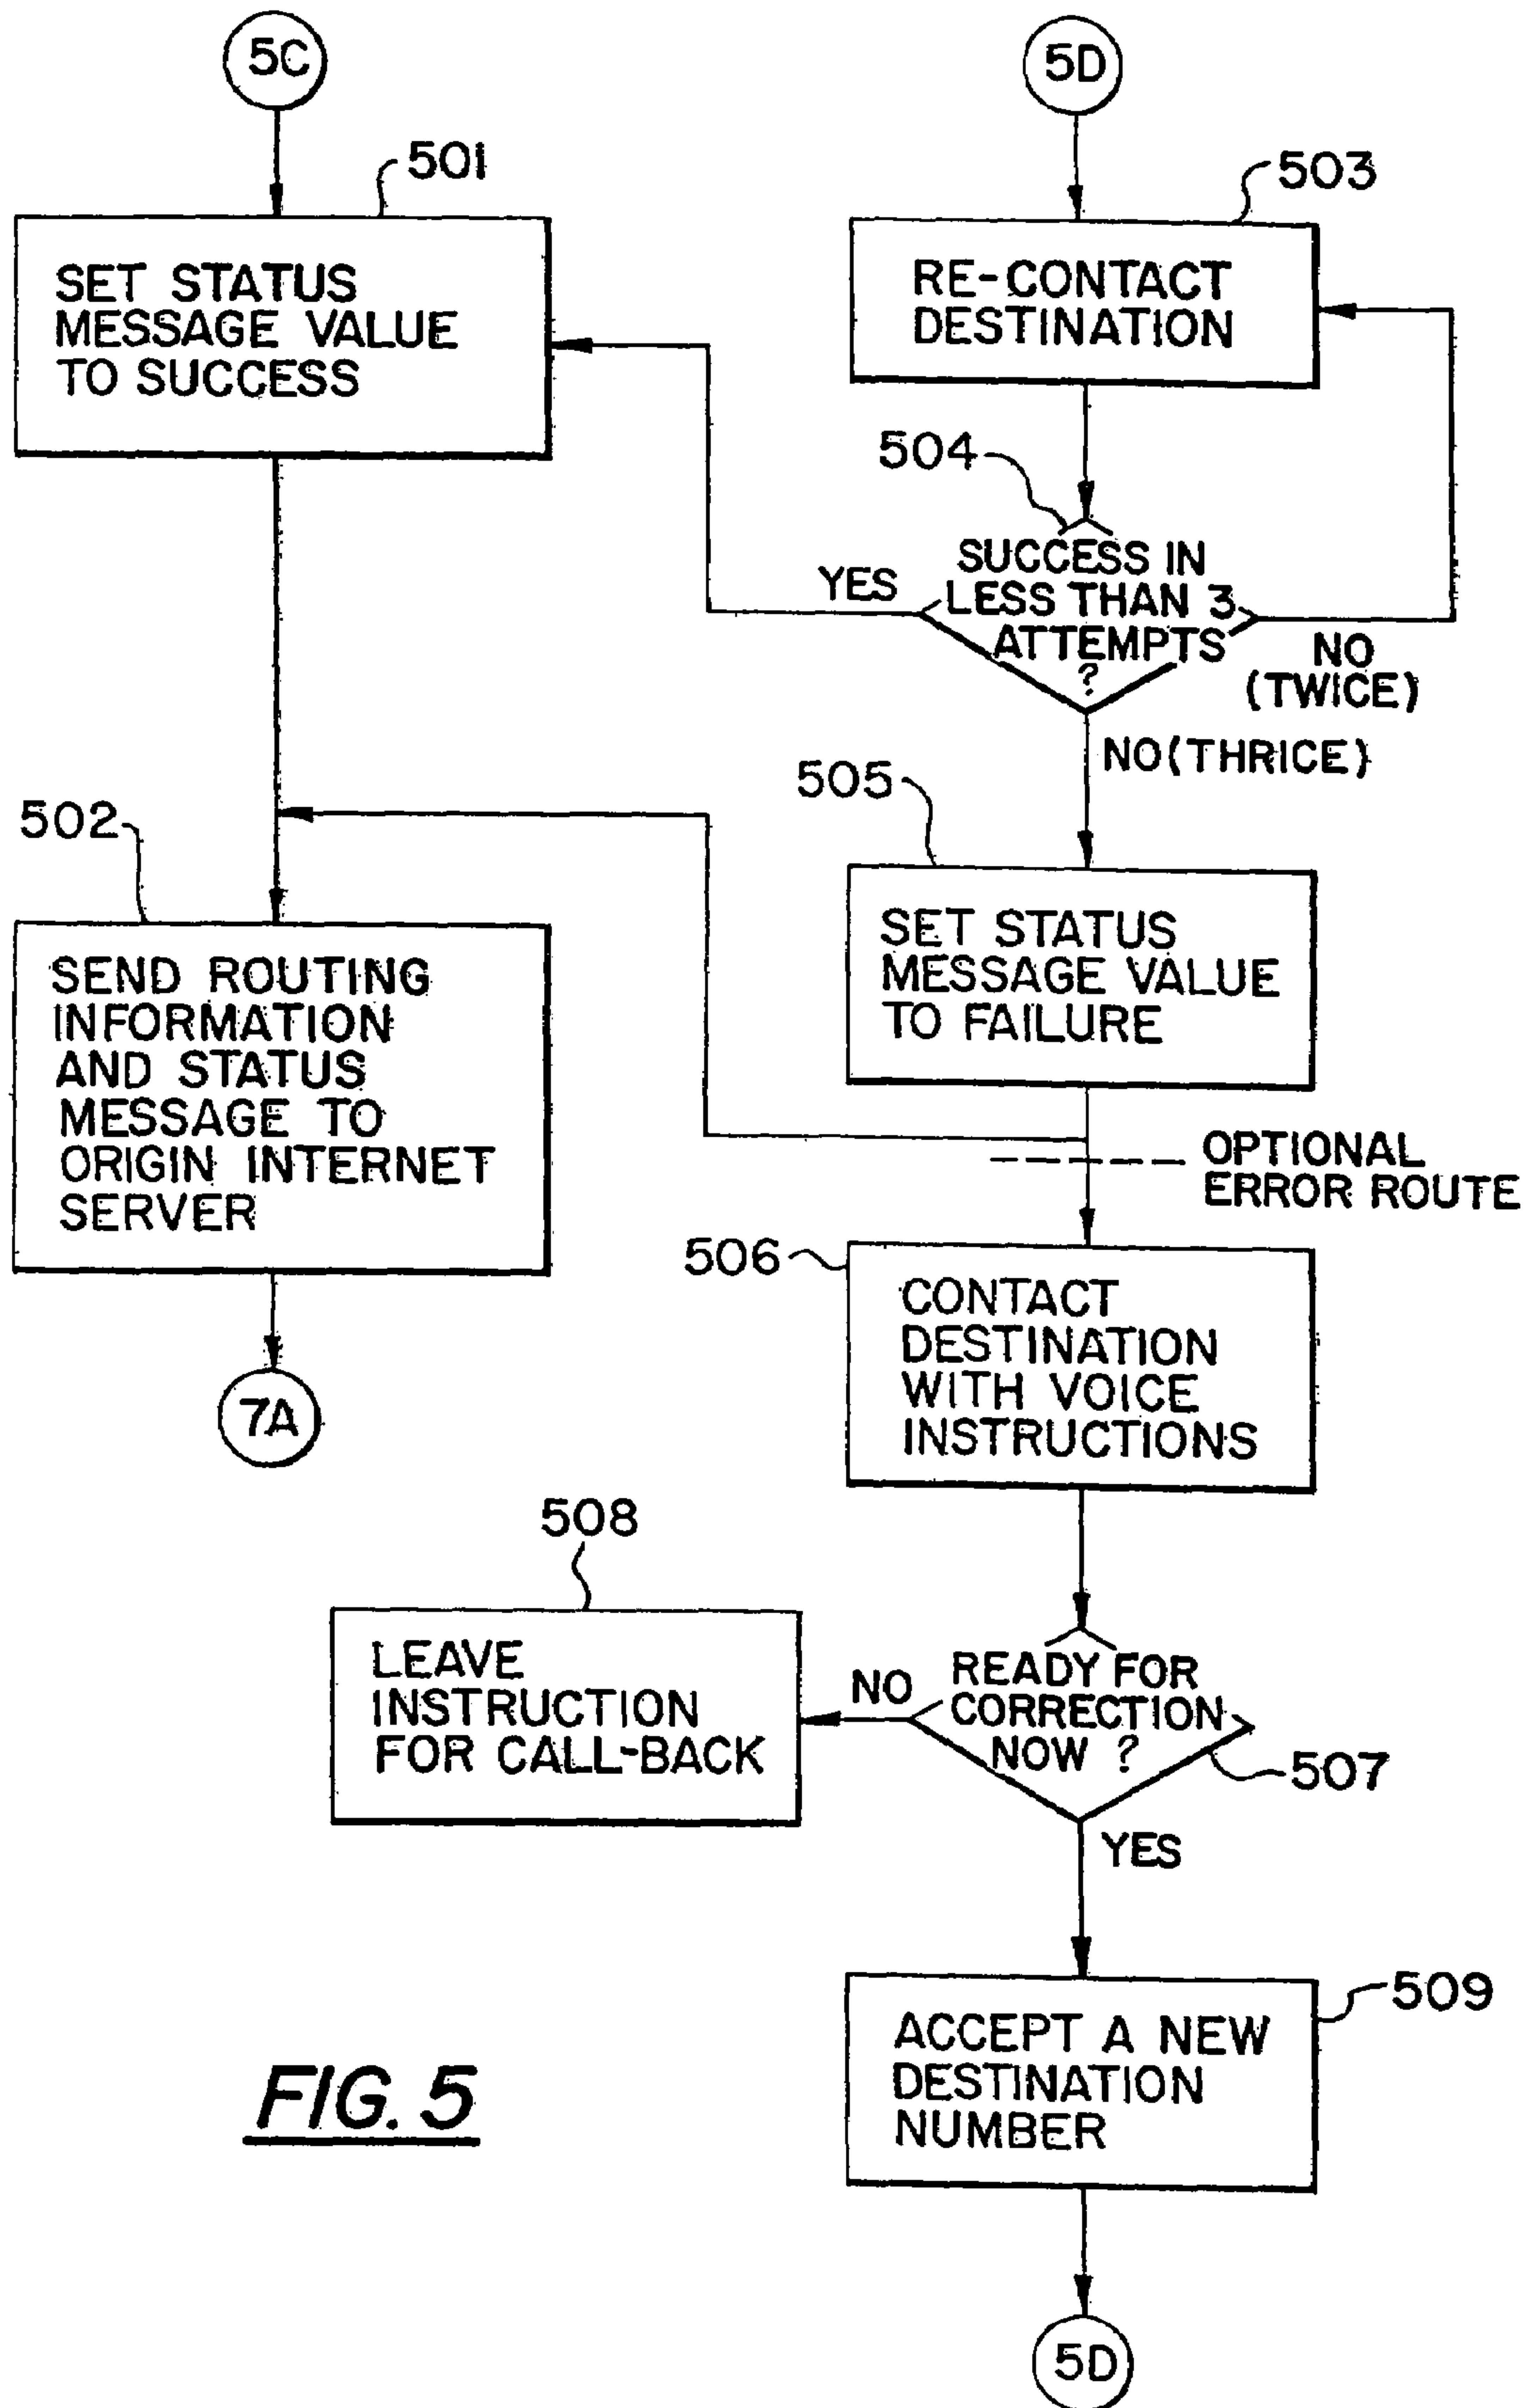 5C
501
SET STATUS
MESSAGE VALUE
TO SUCCESS
5D
503
RE-CONTACT
DESTINATION
504
SUCCESS IN
LESS THAN 3
ATTEMPTS
?
YES
NO
(TWICE)
NO(THRICE)
502
SEND ROUTING
INFORMATION
AND STATUS
MESSAGE TO
ORIGIN INTERNET
SERVER
7A
505
SET STATUS
MESSAGE VALUE
TO FAILURE
OPTIONAL
ERROR ROUTE
506
CONTACT
DESTINATION
WITH VOICE
INSTRUCTIONS
508
LEAVE
INSTRUCTION
FOR CALL-BACK
NO
READY FOR
CORRECTION
NOW ?
507
YES
509
ACCEPT A NEW
DESTINATION
NUMBER
5D
FIG. 5